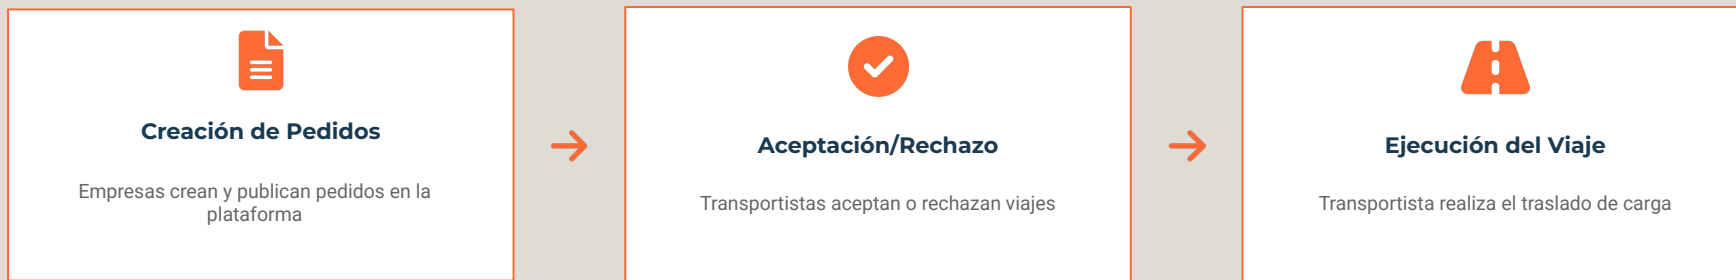 Creación de Pedidos
Empresas crean y publican pedidos en la
plataforma
Aceptación/Rechazo
Transportistas aceptan o rechazan viajes
Ejecución del Viaje
Transportista realiza el traslado de carga